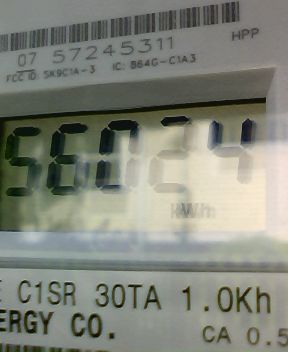 07 57245311
HPP
FCC ID: SK9C1A-3 IC: 864G-C1A3
56024
kWh
C1SR 30TA 1.0Kh
ERGY CO.
CA 0.5